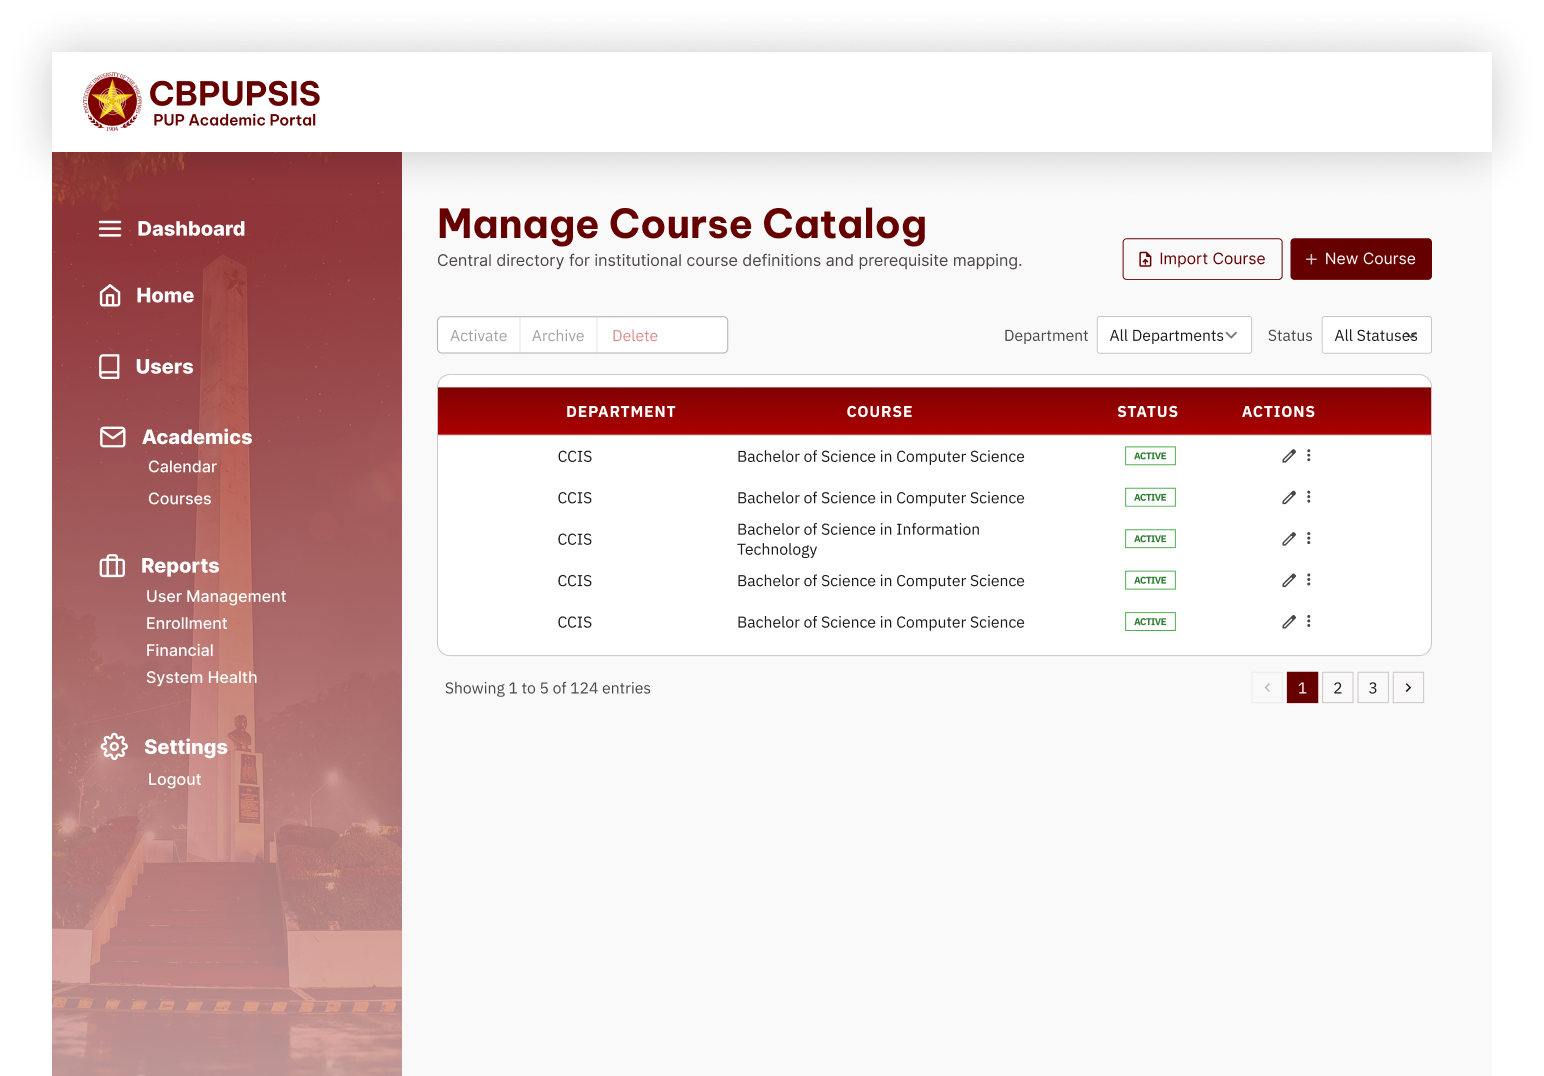 CBPUPSIS
PUP Academic Portal
1904
Dashboard
Home
Users
Academics
Calendar
Courses
Reports
User Management
Enrollment
Financial
System Health
Settings
Logout
Manage Course Catalog
Central directory for institutional course definitions and prerequisite mapping.
Import Course
+ New Course
Activate Archive Delete
Department All Departments Status All Statuses
DEPARTMENT COURSE STATUS ACTIONS
CCIS Bachelor of Science in Computer Science ACTIVE
CCIS Bachelor of Science in Computer Science ACTIVE
CCIS Bachelor of Science in Information
Technology ACTIVE
CCIS Bachelor of Science in Computer Science ACTIVE
CCIS Bachelor of Science in Computer Science ACTIVE
Showing 1 to 5 of 124 entries
1 2 3